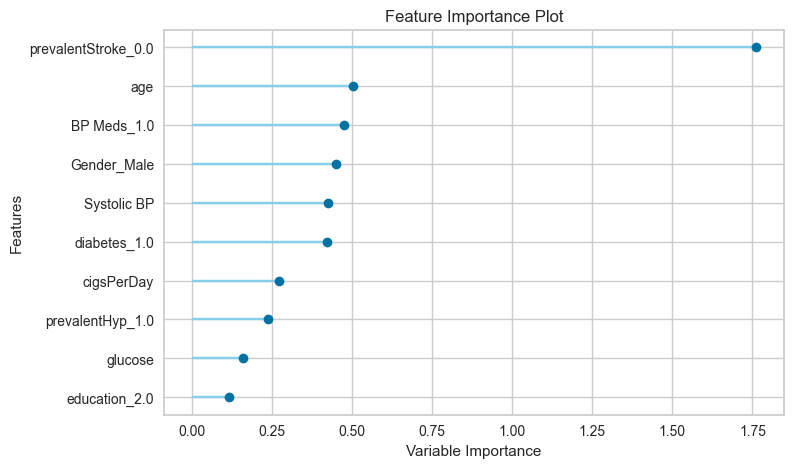 Feature Importance Plot
prevalentStroke_0.0
age
BP Meds_1.0
Gender_Male
Systolic BP
diabetes_1.0
cigsPerDay
prevalentHyp_1.0
glucose
education_2.0
Features
0.00 0.25 0.50 0.75 1.00 1.25 1.50 1.75
Variable Importance